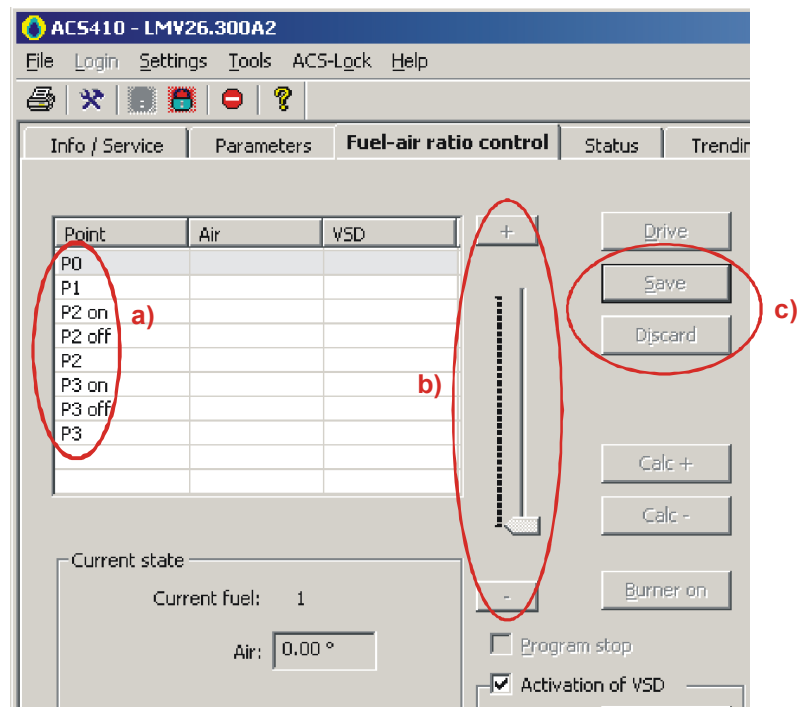 ACS410 - LMV26.300A2
File Login Settings Tools ACS-Lock Help
Info / Service Parameters Fuel-air ratio control Status Trendin
Point Air VSD
P0
P1
P2 on
P2 off
P2
P3 on
P3 off
P3
a)
+
b)
-
Drive
Save
Discard
c)
Calc +
Calc -
Burner on
Current state
Current fuel: 1
Air: 0.00 °
Program stop
Activation of VSD